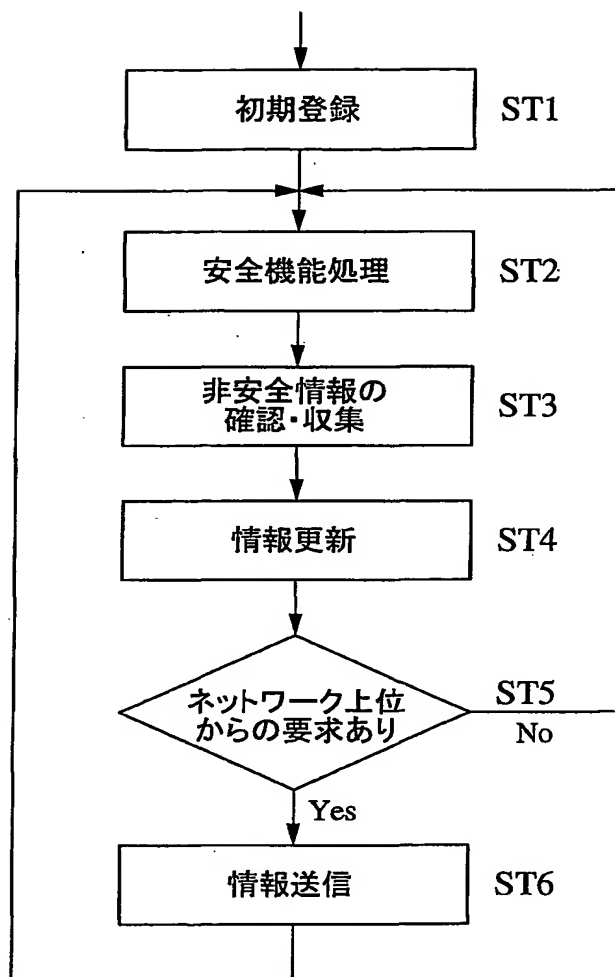 初期登録
ST1
安全機能処理
ST2
非安全情報の
確認・収集
ST3
情報更新
ST4
ネットワーク上位
からの要求あり
ST5
No
Yes
情報送信
ST6